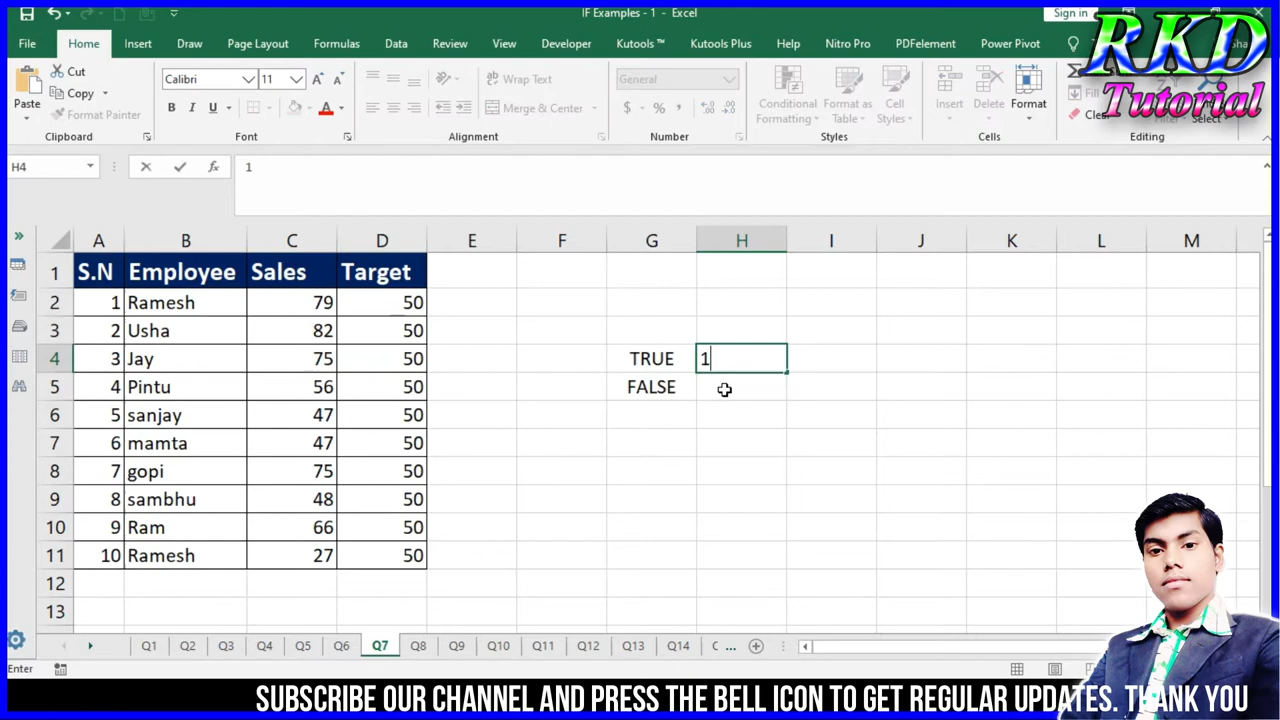 IF Examples - 1 - Excel
Sign in
File Home Insert Draw Page Layout Formulas Data Review View Developer Kutools ™ Kutools Plus Help Nitro Pro PDFelement Power Pivot
RKD
Tutorial
Paste
Cut
Copy
Format Painter
Clipboard
Calibri 11
B I U
Font
Wrap Text
Merge & Center
Alignment
General
$ % ,
Number
Conditional Formatting
Format as Table
Cell Styles
Styles
Insert
Delete
Format
Cells
Fill
Clear
Select
Editing
H4 1
A B C D E F G H I J K L M
1 S.N Employee Sales Target
2 1 Ramesh 79 50
3 2 Usha 82 50
4 3 Jay 75 50 TRUE 1
5 4 Pintu 56 50 FALSE
6 5 sanjay 47 50
7 6 mamta 47 50
8 7 gopi 75 50
9 8 sambhu 48 50
10 9 Ram 66 50
11 10 Ramesh 27 50
12
13
Q1 Q2 Q3 Q4 Q5 Q6 Q7 Q8 Q9 Q10 Q11 Q12 Q13 Q14 ...
Enter
SUBSCRIBE OUR CHANNEL AND PRESS THE BELL ICON TO GET REGULAR UPDATES. THANK YOU